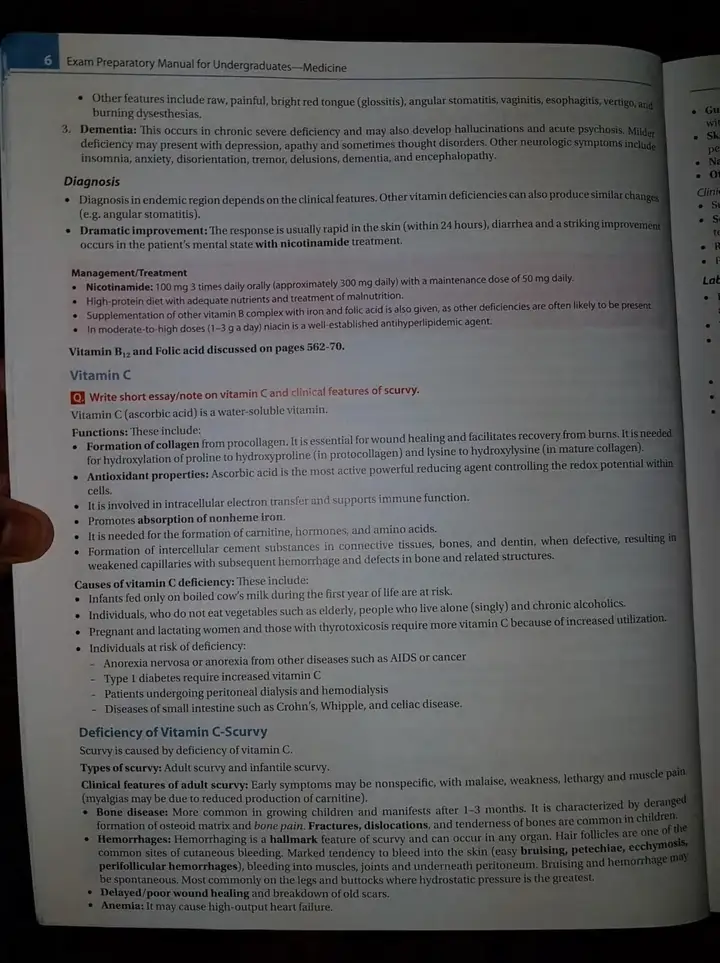 6 Exam Preparatory Manual for Undergraduates—Medicine
• Other features include raw, painful, bright red tongue (glossitis), angular stomatitis, vaginitis, esophagitis, vertigo, and
burning dysesthesias.
3. Dementia: This occurs in chronic severe deficiency and may also develop hallucinations and acute psychosis. Milder
deficiency may present with depression, apathy and sometimes thought disorders. Other neurologic symptoms include
insomnia, anxiety, disorientation, tremor, delusions, dementia, and encephalopathy.
Diagnosis
• Diagnosis in endemic region depends on the clinical features. Other vitamin deficiencies can also produce similar changes
(e.g. angular stomatitis).
• Dramatic improvement: The response is usually rapid in the skin (within 24 hours), diarrhea and a striking improvement
occurs in the patient's mental state with nicotinamide treatment.
Management/Treatment
• Nicotinamide: 100 mg 3 times daily orally (approximately 300 mg daily) with a maintenance dose of 50 mg daily.
• High-protein diet with adequate nutrients and treatment of malnutrition.
• Supplementation of other vitamin B complex with iron and folic acid is also given, as other deficiencies are often likely to be present.
• In moderate-to-high doses (1–3 g a day) niacin is a well-established antihyperlipidemic agent.
Vitamin B12 and Folic acid discussed on pages 562-70.
Vitamin C
Q. Write short essay/note on vitamin C and clinical features of scurvy.
Vitamin C (ascorbic acid) is a water-soluble vitamin.
Functions: These include:
• Formation of collagen from procollagen. It is essential for wound healing and facilitates recovery from burns. It is needed
for hydroxylation of proline to hydroxyproline (in protocollagen) and lysine to hydroxylysine (in mature collagen).
• Antioxidant properties: Ascorbic acid is the most active powerful reducing agent controlling the redox potential within
cells.
• It is involved in intracellular electron transfer and supports immune function.
• Promotes absorption of nonheme iron.
• It is needed for the formation of carnitine, hormones, and amino acids.
• Formation of intercellular cement substances in connective tissues, bones, and dentin, when defective, resulting in
weakened capillaries with subsequent hemorrhage and defects in bone and related structures.
Causes of vitamin C deficiency: These include:
• Infants fed only on boiled cow's milk during the first year of life are at risk.
• Individuals, who do not eat vegetables such as elderly, people who live alone (singly) and chronic alcoholics.
• Pregnant and lactating women and those with thyrotoxicosis require more vitamin C because of increased utilization.
• Individuals at risk of deficiency:
– Anorexia nervosa or anorexia from other diseases such as AIDS or cancer
– Type 1 diabetes require increased vitamin C
– Patients undergoing peritoneal dialysis and hemodialysis
– Diseases of small intestine such as Crohn's, Whipple, and celiac disease.
Deficiency of Vitamin C-Scurvy
Scurvy is caused by deficiency of vitamin C.
Types of scurvy: Adult scurvy and infantile scurvy.
Clinical features of adult scurvy: Early symptoms may be nonspecific, with malaise, weakness, lethargy and muscle pain
(myalgias may be due to reduced production of carnitine).
• Bone disease: More common in growing children and manifests after 1–3 months. It is characterized by deranged
formation of osteoid matrix and bone pain. Fractures, dislocations, and tenderness of bones are common in children.
• Hemorrhages: Hemorrhaging is a hallmark feature of scurvy and can occur in any organ. Hair follicles are one of the
common sites of cutaneous bleeding. Marked tendency to bleed into the skin (easy bruising, petechiae, ecchymosis,
perifollicular hemorrhages), bleeding into muscles, joints and underneath peritoneum. Bruising and hemorrhage may
be spontaneous. Most commonly on the legs and buttocks where hydrostatic pressure is the greatest.
• Delayed/poor wound healing and breakdown of old scars.
• Anemia: It may cause high-output heart failure.